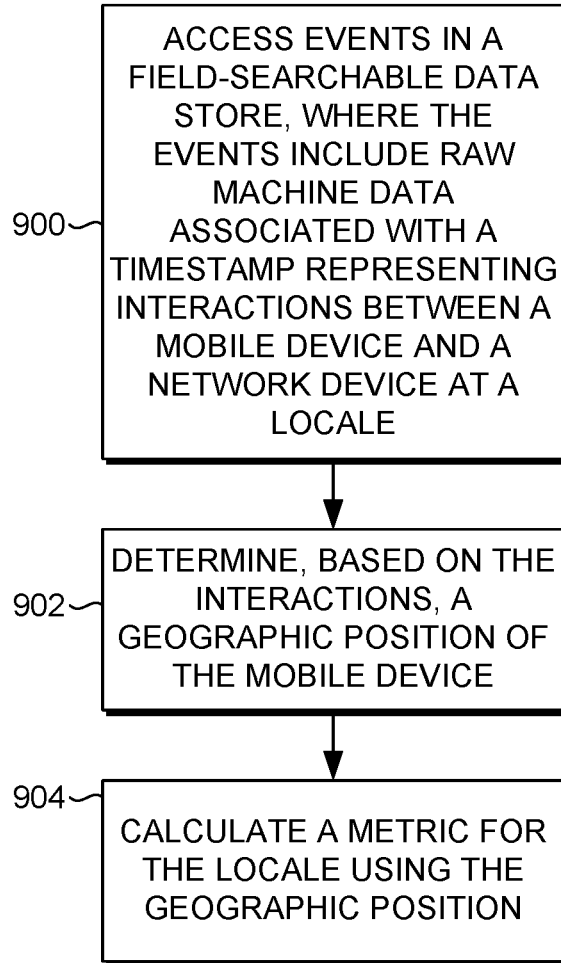 ACCESS EVENTS IN A
FIELD-SEARCHABLE DATA
STORE, WHERE THE
EVENTS INCLUDE RAW
MACHINE DATA
ASSOCIATED WITH A
TIMESTAMP REPRESENTING
INTERACTIONS BETWEEN A
MOBILE DEVICE AND A
NETWORK DEVICE AT A
LOCALE
900
DETERMINE, BASED ON THE
INTERACTIONS, A
GEOGRAPHIC POSITION OF
THE MOBILE DEVICE
902
904
CALCULATE A METRIC FOR
THE LOCALE USING THE
GEOGRAPHIC POSITION